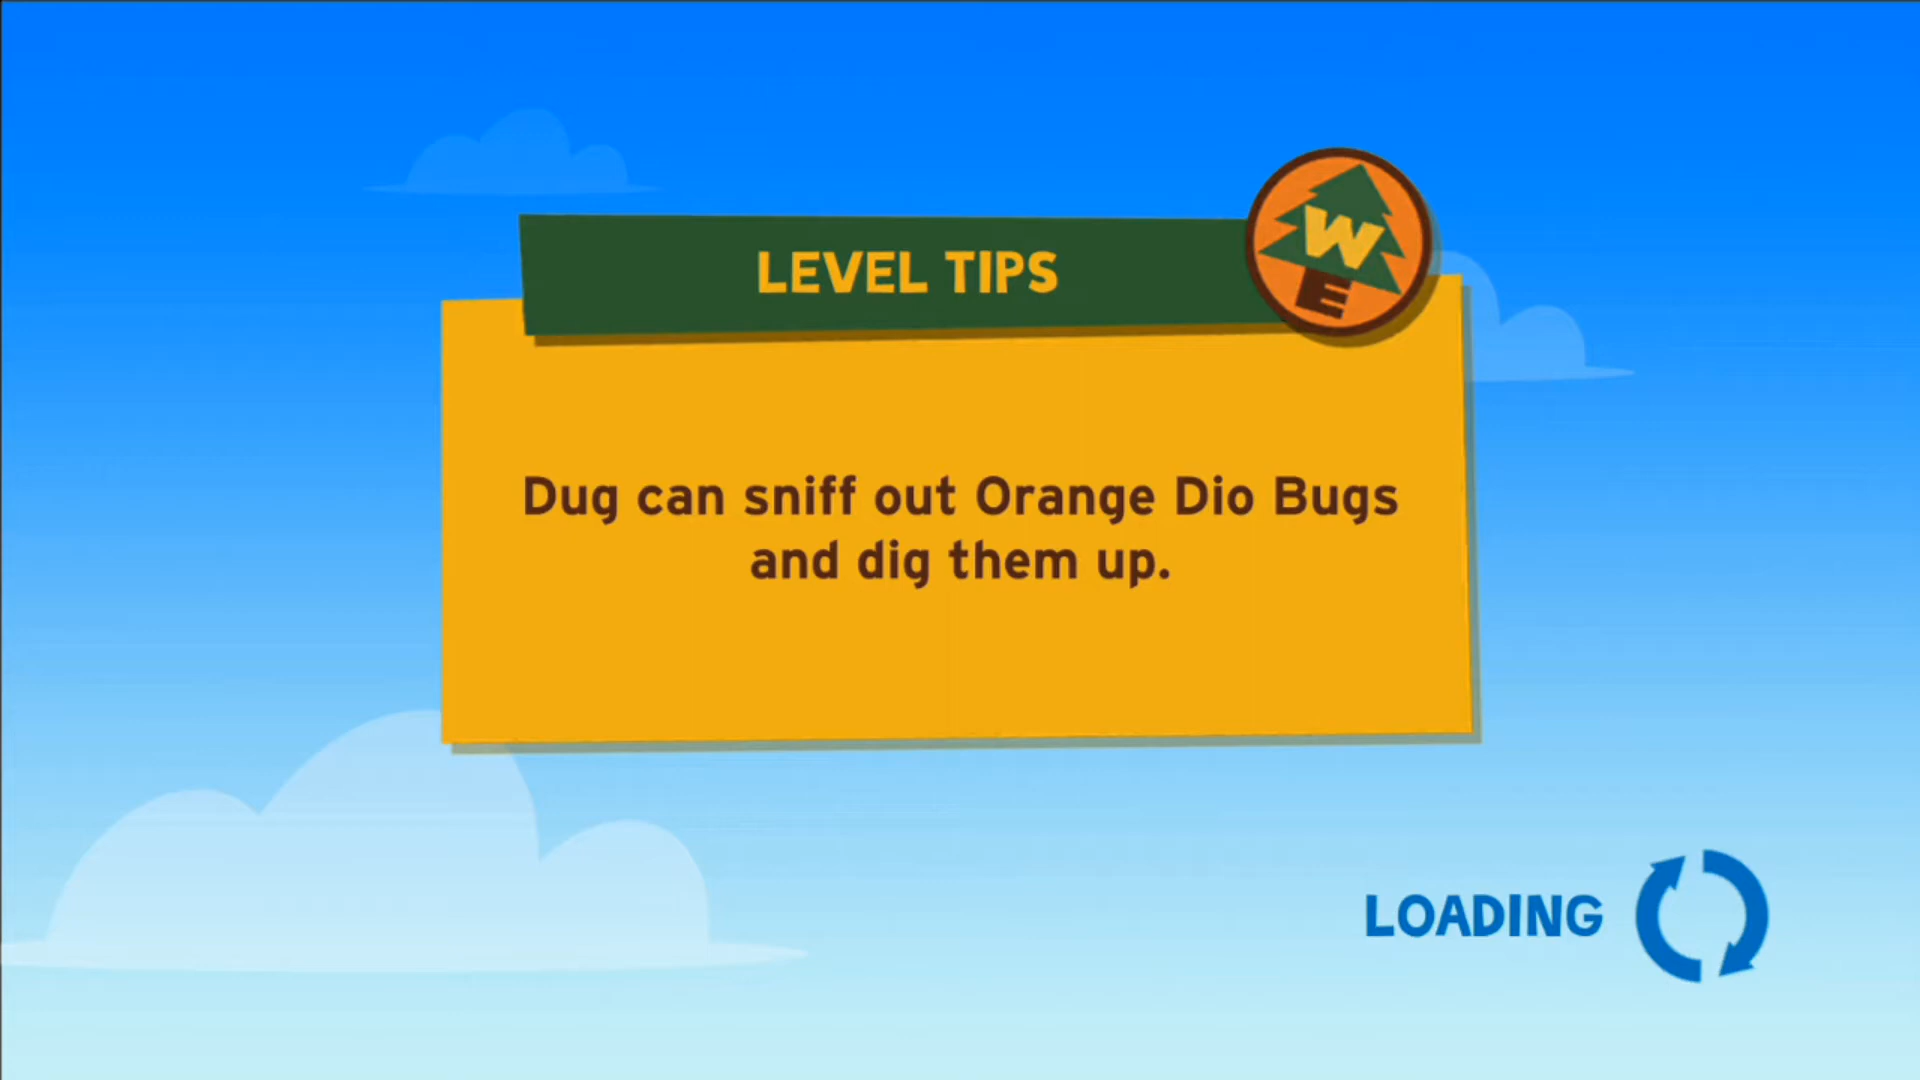 LEVEL TIPS
W
E
Dug can sniff out Orange Dio Bugs
and dig them up.
LOADING